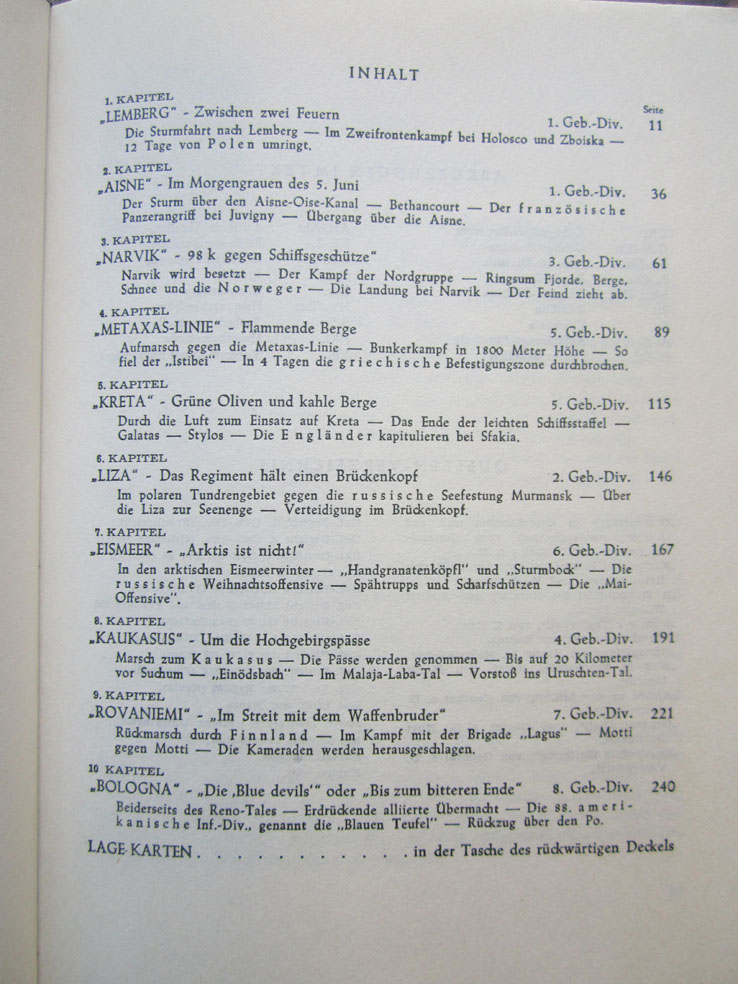 INHALT
1. KAPITEL
Seite
„LEMBERG“ - Zwischen zwei Feuern 1. Geb.-Div. 11
Die Sturmfahrt nach Lemberg — Im Zweifrontenkampf bei Holosco und Zboiska —
12 Tage von Polen umringt.
2. KAPITEL
„AISNE“ - Im Morgengrauen des 5. Juni 1. Geb.-Div. 36
Der Sturm über den Aisne-Oise-Kanal — Bethancourt — Der französische
Panzerangriff bei Juvigny — Übergang über die Aisne.
3. KAPITEL
„NARVIK“ - 98 k gegen Schiffsgeschütze“ 3. Geb.-Div. 61
Narvik wird besetzt — Der Kampf der Nordgruppe — Ringsum Fjorde, Berge,
Schnee und die Norweger — Die Landung bei Narvik — Der Feind zieht ab.
4. KAPITEL
„METAXAS-LINIE“ - Flammende Berge 5. Geb.-Div. 89
Aufmarsch gegen die Metaxas-Linie — Bunkerkampf in 1800 Meter Höhe — So
fiel der „Istibei“ — In 4 Tagen die griechische Befestigungszone durchbrochen.
5. KAPITEL
„KRETA“ - Grüne Oliven und kahle Berge 5. Geb.-Div. 115
Durch die Luft zum Einsatz auf Kreta — Das Ende der leichten Schiffsstaffel —
Galatas — Stylos — Die Engländer kapitulieren bei Sfakia.
6. KAPITEL
„LIZA“ - Das Regiment hält einen Brückenkopf 2. Geb.-Div. 146
Im polaren Tundrengebiet gegen die russische Seefestung Murmansk — Über
die Liza zur Seenenge — Verteidigung im Brückenkopf.
7. KAPITEL
„EISMEER“ - „Arktis ist nicht!“ 6. Geb.-Div. 167
In den arktischen Eismeerwinter — „Handgranatenköpfl“ und „Sturmbock“ — Die
russische Weihnachtsoffensive — Spähtrupps und Scharfschützen — Die „Mai-
Offensive“.
8. KAPITEL
„KAUKASUS“ - Um die Hochgebirgspässe 4. Geb.-Div. 191
Marsch zum Kaukasus — Die Pässe werden genommen — Bis auf 20 Kilometer
vor Suchum — „Einödsbach“ — Im Malaja-Laba-Tal — Vorstoß ins Uruschten-Tal.
9. KAPITEL
„ROVANIEMI“ - „Im Streit mit dem Waffenbruder“ 7. Geb.-Div. 221
Rückmarsch durch Finnland — Im Kampf mit der Brigade „Lagus“ — Motti
gegen Motti — Die Kameraden werden herausgeschlagen.
10 KAPITEL
„BOLOGNA“ - „Die ‚Blue devils‘“ oder „Bis zum bitteren Ende“ 8. Geb.-Div. 240
Beiderseits des Reno-Tales — Erdrückende alliierte Übermacht — Die 88. ameri-
kanische Inf.-Div., genannt die „Blauen Teufel“ — Rückzug über den Po.
LAGE-KARTEN . . . . . . . . . . . . in der Tasche des rückwärtigen Deckels